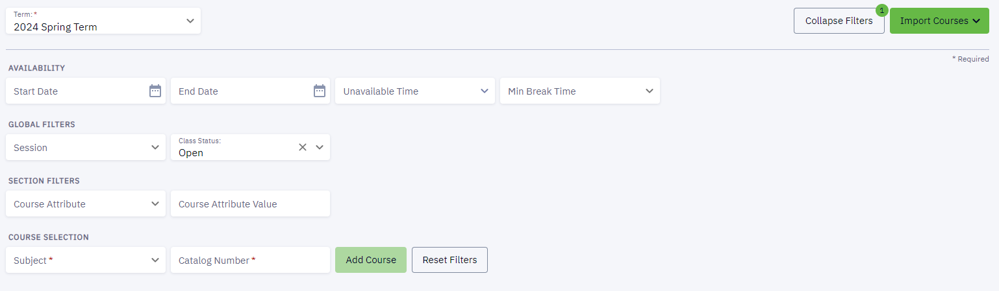 Term: *
2024 Spring Term
Collapse Filters
1
Import Courses
* Required
AVAILABILITY
Start Date
End Date
Unavailable Time
Min Break Time
GLOBAL FILTERS
Session
Class Status:
Open
SECTION FILTERS
Course Attribute
Course Attribute Value
COURSE SELECTION
Subject *
Catalog Number *
Add Course
Reset Filters